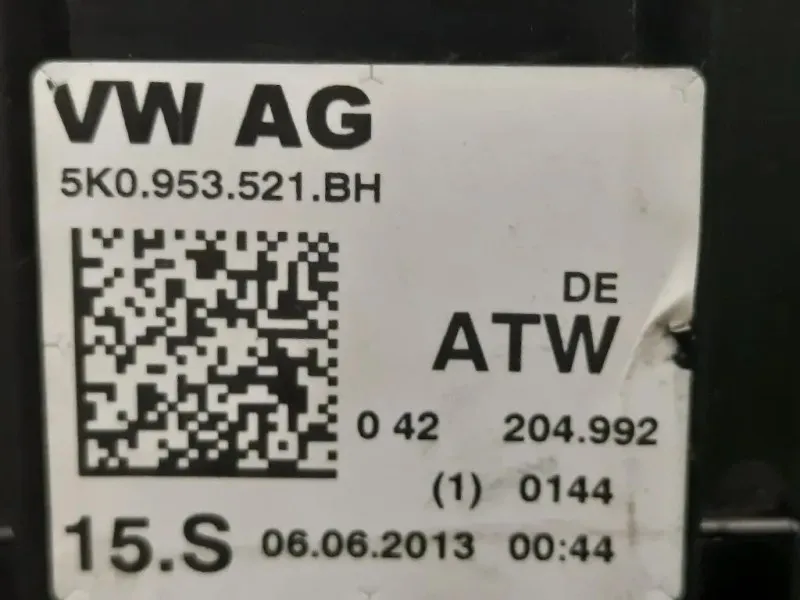 VW AG
5K0.953.521.BH
DE
ATW
0 42 204.992
(1) 0144
15.S 06.06.2013 00:44